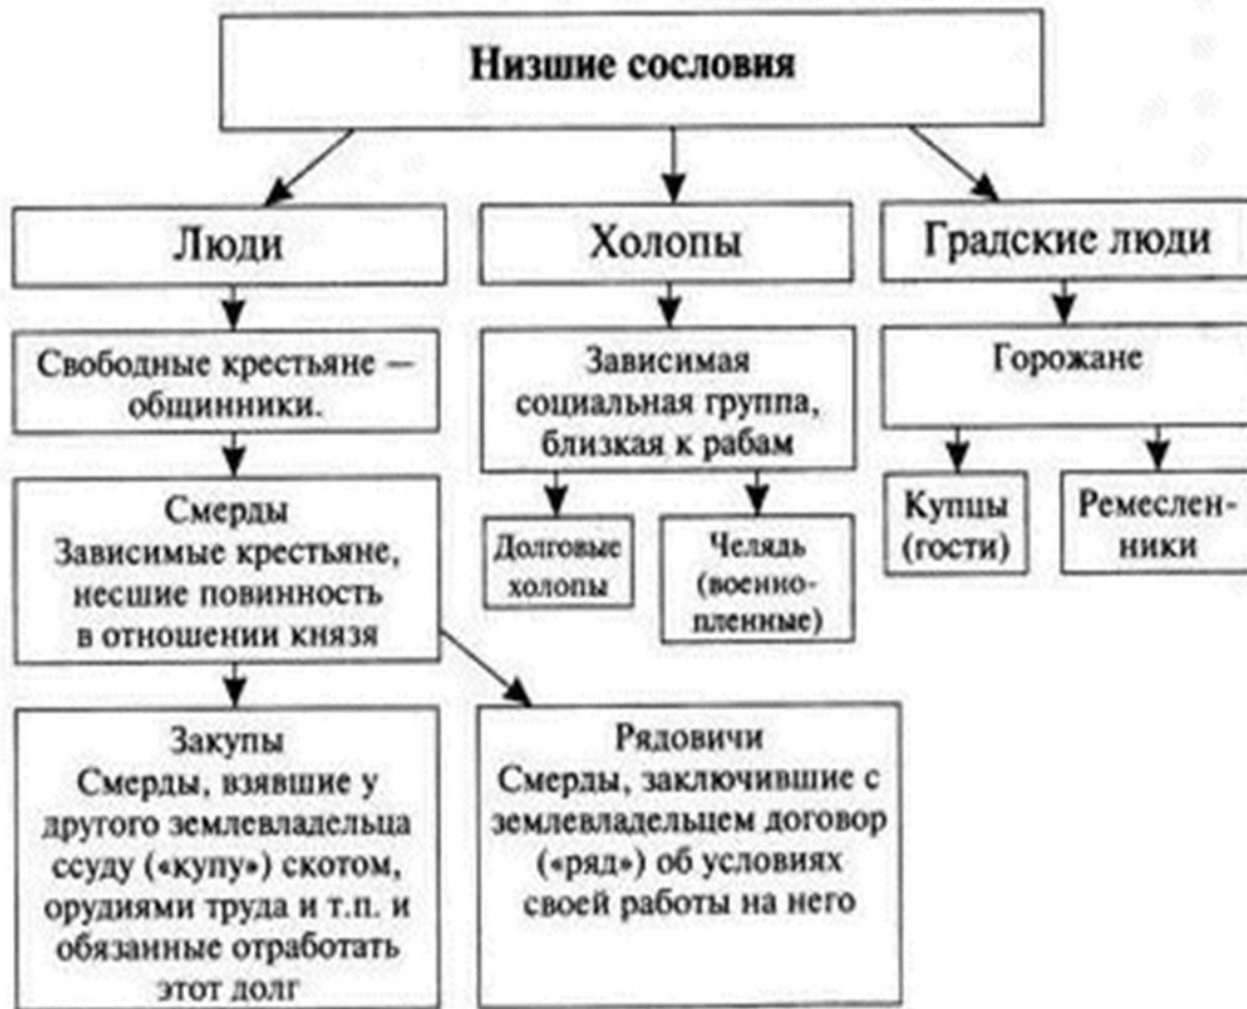 Низшие сословия
Люди
Холопы
Градские люди
Свободные крестьяне —
общинники.
Зависимая
социальная группа,
близкая к рабам
Горожане
Смерды
Зависимые крестьяне,
несшие повинность
в отношении князя
Долговые
холопы
Челядь
(военно-
пленные)
Купцы
(гости)
Ремеслен-
ники
Закупы
Смерды, взявшие у
другого землевладельца
ссуду («купу») скотом,
орудиями труда и т.п. и
обязанные отработать
этот долг
Рядовичи
Смерды, заключившие с
землевладельцем договор
(«ряд») об условиях
своей работы на него